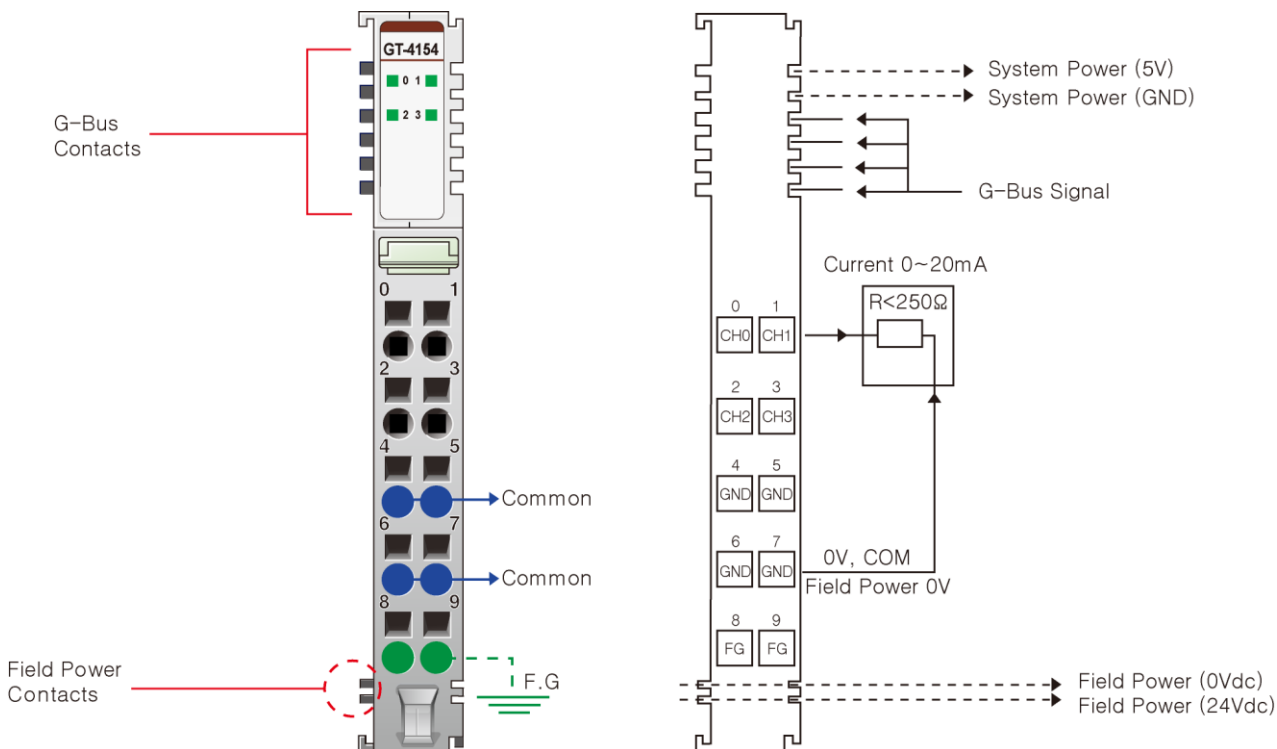 GT-4154
0 1
2 3
G-Bus
Contacts
0 1
2 3
4 5
Common
6 7
Common
8 9
F.G
Field Power
Contacts
System Power (5V)
System Power (GND)
G-Bus Signal
Current 0~20mA
R<250Ω
0 1
CH0 CH1
2 3
CH2 CH3
4 5
GND GND
6 7
GND GND
0V, COM
Field Power 0V
8 9
FG FG
Field Power (0Vdc)
Field Power (24Vdc)